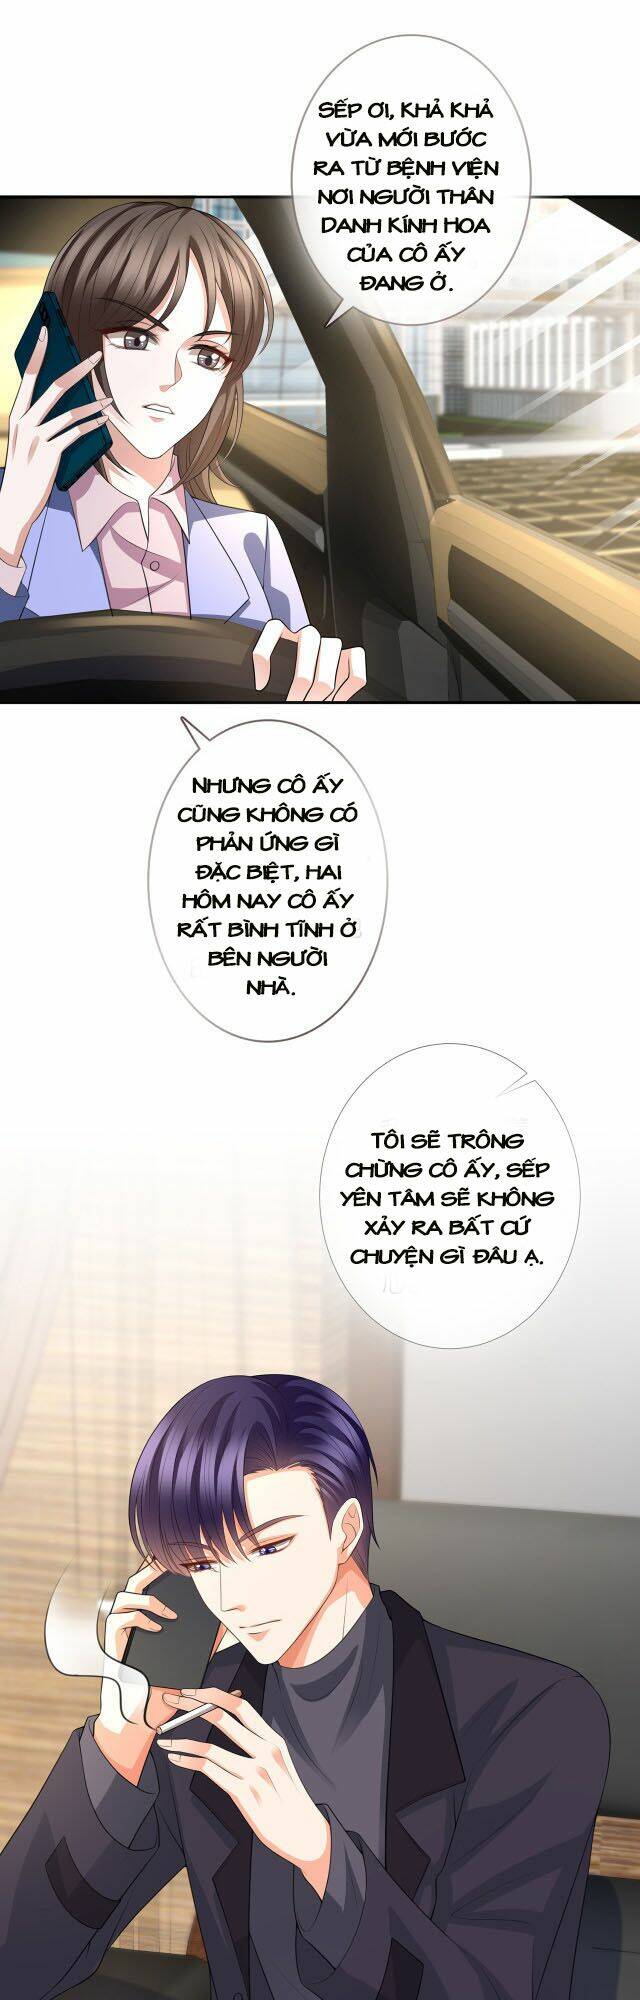 SẾP ƠI, KHẢ KHẢ
VỪA MỚI BƯỚC
RA TỪ BỆNH VIỆN
NƠI NGƯỜI THÂN
DANH KÍNH HOA
CỦA CÔ ẤY
ĐANG Ở.
NHƯNG CÔ ẤY
CŨNG KHÔNG CÓ
PHẢN ỨNG GÌ
ĐẶC BIỆT, HAI
HÔM NAY CÔ ẤY
RẤT BÌNH TĨNH Ở
BÊN NGƯỜI
NHÀ.
TÔI SẼ TRÔNG
CHỪNG CÔ ẤY, SẾP
YÊN TÂM SẼ KHÔNG
XẢY RA BẤT CỨ
CHUYỆN GÌ ĐÂU Ạ.